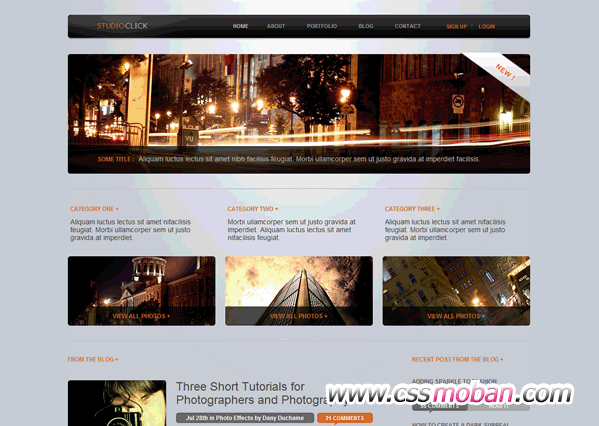 STUDIOCLICK
HOME ABOUT PORTFOLIO BLOG CONTACT SIGN UP / LOGIN
NEW !
SOME TITLE : Aliquam luctus lectus sit amet nibh facilisis feugiat. Morbi ullamcorper sem ut justo gravida at imperdiet facilisis.
CATEGORY ONE +
Aliquam luctus lectus sit amet nifacilisis
feugiat. Morbi ullamcorper sem ut justo
gravida at imperdiet.
CATEGORY TWO +
Morbi ullamcorper sem ut justo gravida at
imperdiet. Aliquam luctus lectus sit amet
nifacilisis feugiat.
CATEGORY THREE +
Aliquam luctus lectus sit amet nifacilisis
feugiat. Morbi ullamcorper sem ut justo
gravida at imperdiet.
VIEW ALL PHOTOS +
VIEW ALL PHOTOS +
VIEW ALL PHOTOS +
FROM THE BLOG +
Three Short Tutorials for
Photographers and Photography
Jul 28th in Photo Effects by Dany Duchaine
21 COMMENTS
RECENT POST FROM THE BLOG +
ADDING SPARKLE TO FASHION
COMMENTS
HOW TO CREATE A DARK SURREAL
www.cssmoban.com